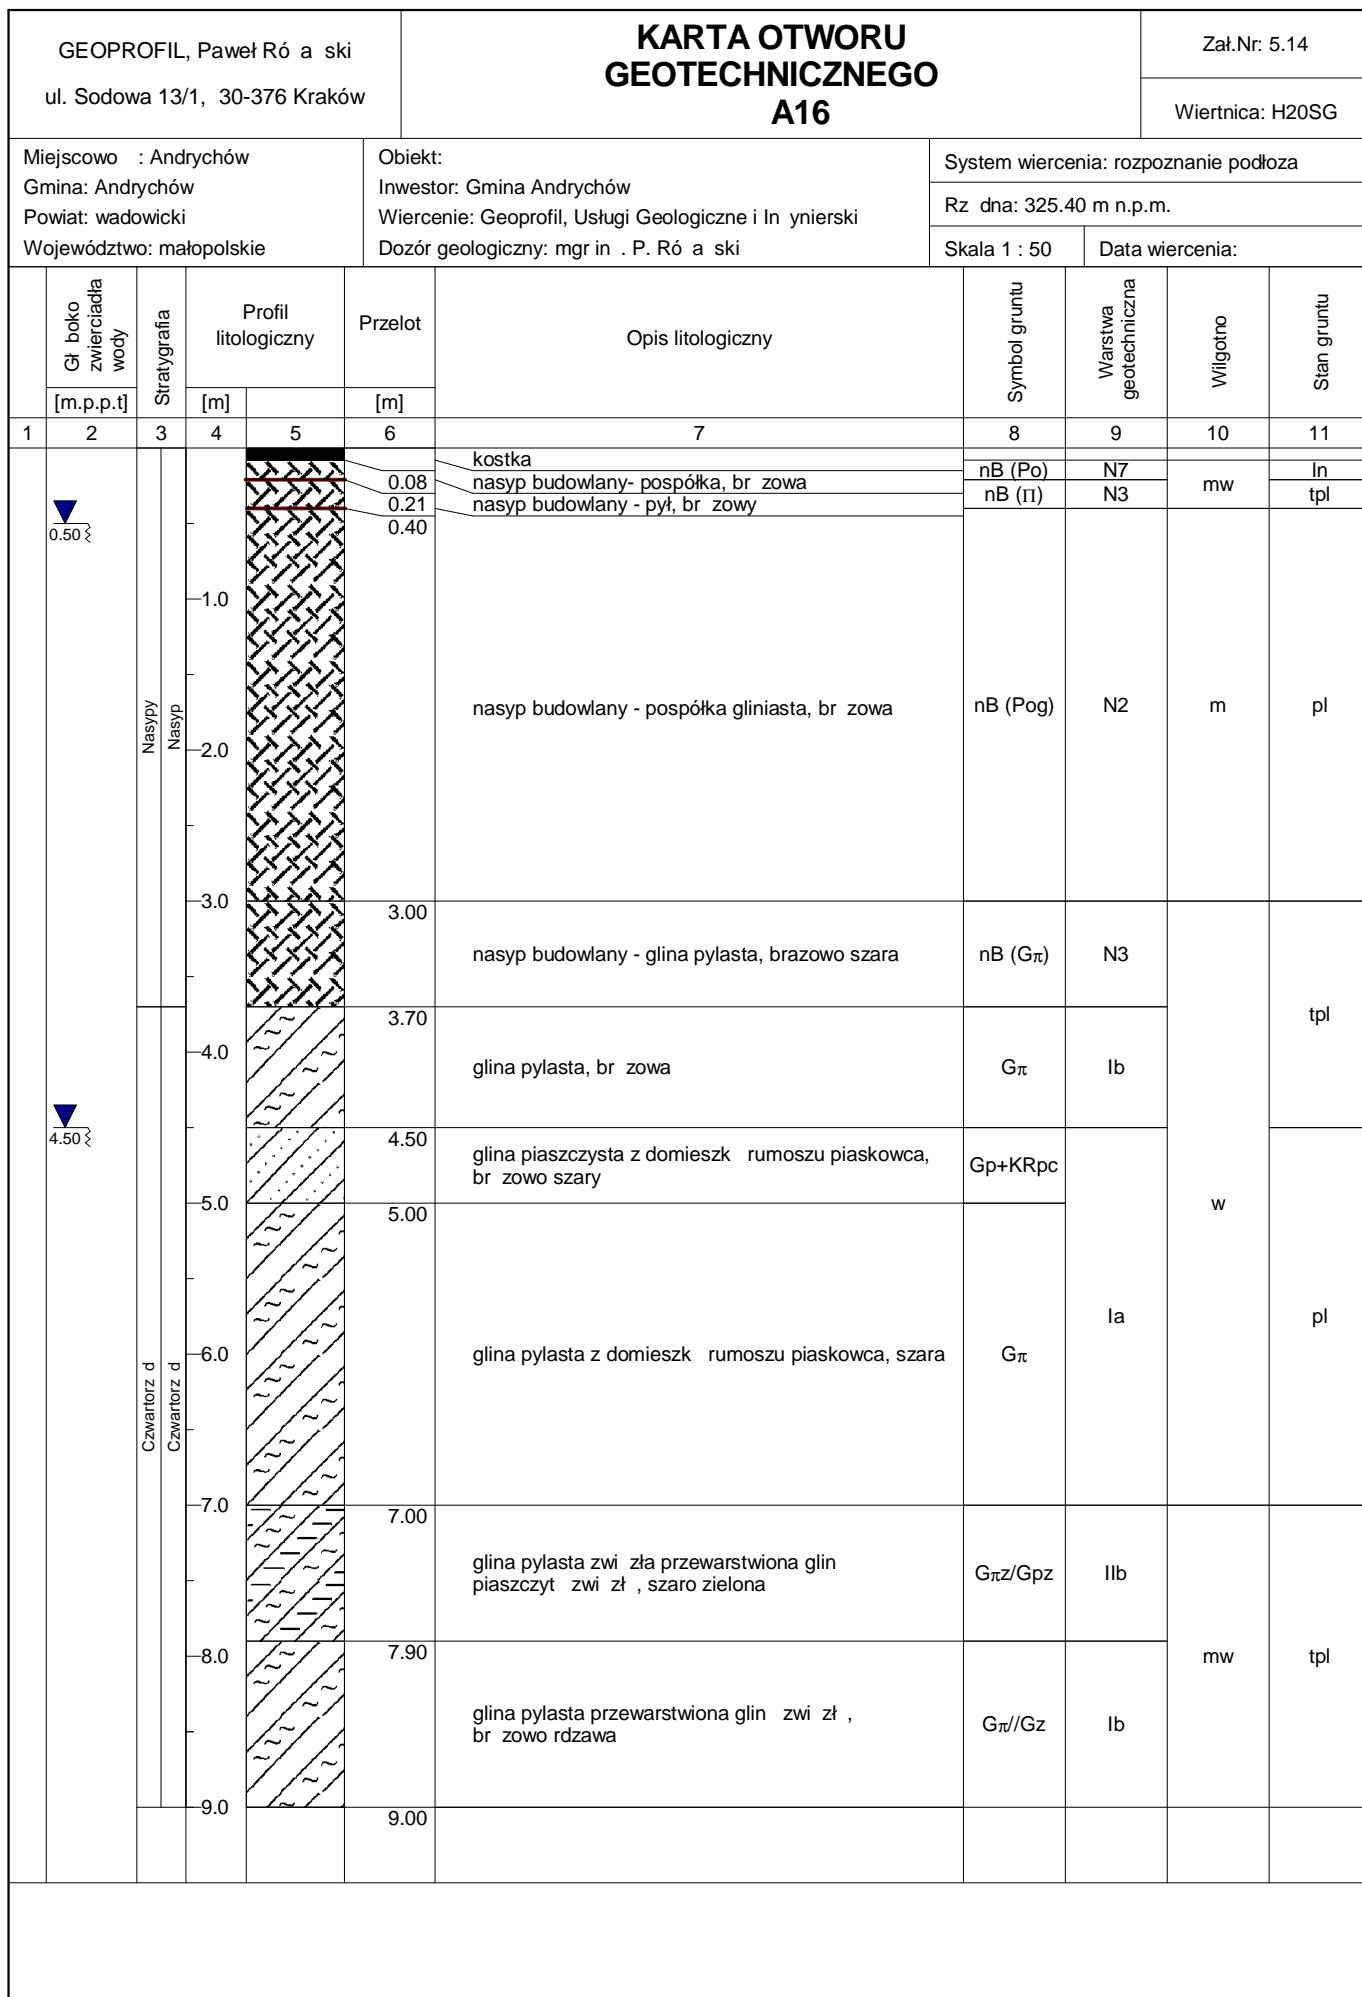 GEOPROFIL, Paweł Ró a ski
ul. Sodowa 13/1, 30-376 Kraków
KARTA OTWORU
GEOTECHNICZNEGO
A16
Zał.Nr: 5.14
Wiertnica: H20SG
Miejscowo : Andrychów
Gmina: Andrychów
Powiat: wadowicki
Województwo: małopolskie
Obiekt:
Inwestor: Gmina Andrychów
Wiercenie: Geoprofil, Usługi Geologiczne i In ynierski
Dozór geologiczny: mgr in . P. Ró a ski
System wiercenia: rozpoznanie podłoza
Rz dna: 325.40 m n.p.m.
Skala 1 : 50
Data wiercenia:
Gł boko
zwierciadła
wody
[m.p.p.t]
Stratygrafia
Profil
litologiczny
[m]
Przelot
[m]
Opis litologiczny
Symbol gruntu
Warstwa
geotechniczna
Wilgotno
Stan gruntu
1 2 3 4 5 6 7 8 9 10 11
kostka
0.08 nasyp budowlany- pospółka, br zowa nB (Po) N7 ln
mw
0.21 nasyp budowlany - pył, br zowy nB (Π) N3 tpl
0.40
0.50
1.0
Nasypy
Nasyp
nasyp budowlany - pospółka gliniasta, br zowa nB (Pog) N2 m pl
2.0
3.0 3.00
nasyp budowlany - glina pylasta, brazowo szara nB (Gπ) N3
3.70 tpl
4.0
glina pylasta, br zowa Gπ Ib
4.50 4.50
glina piaszczysta z domieszk rumoszu piaskowca,
br zowo szary
Gp+KRpc
5.0 5.00 w
Ia pl
Czwartorz d
Czwartorz d
6.0 glina pylasta z domieszk rumoszu piaskowca, szara Gπ
7.0 7.00
glina pylasta zwi zła przewarstwiona glin
piaszczyt zwi zł , szaro zielona
Gπz/Gpz IIb
7.90
8.0 mw tpl
glina pylasta przewarstwiona glin zwi zł ,
br zowo rdzawa
Gπ//Gz Ib
9.0 9.00